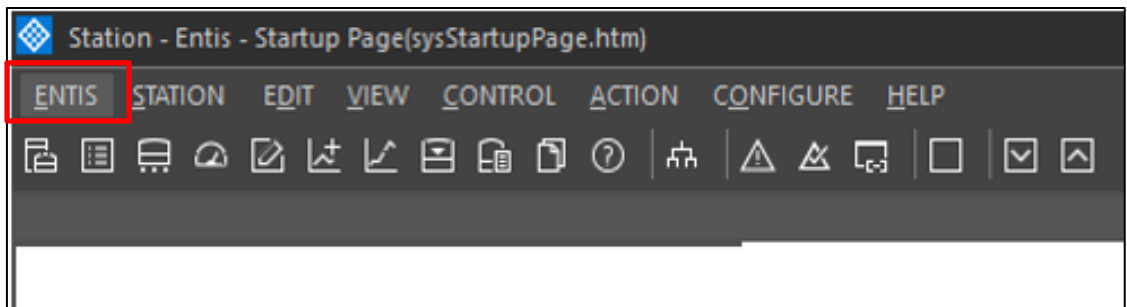 Station - Entis - Startup Page(sysStartupPage.htm)
ENTIS STATION EDIT VIEW CONTROL ACTION CONFIGURE HELP